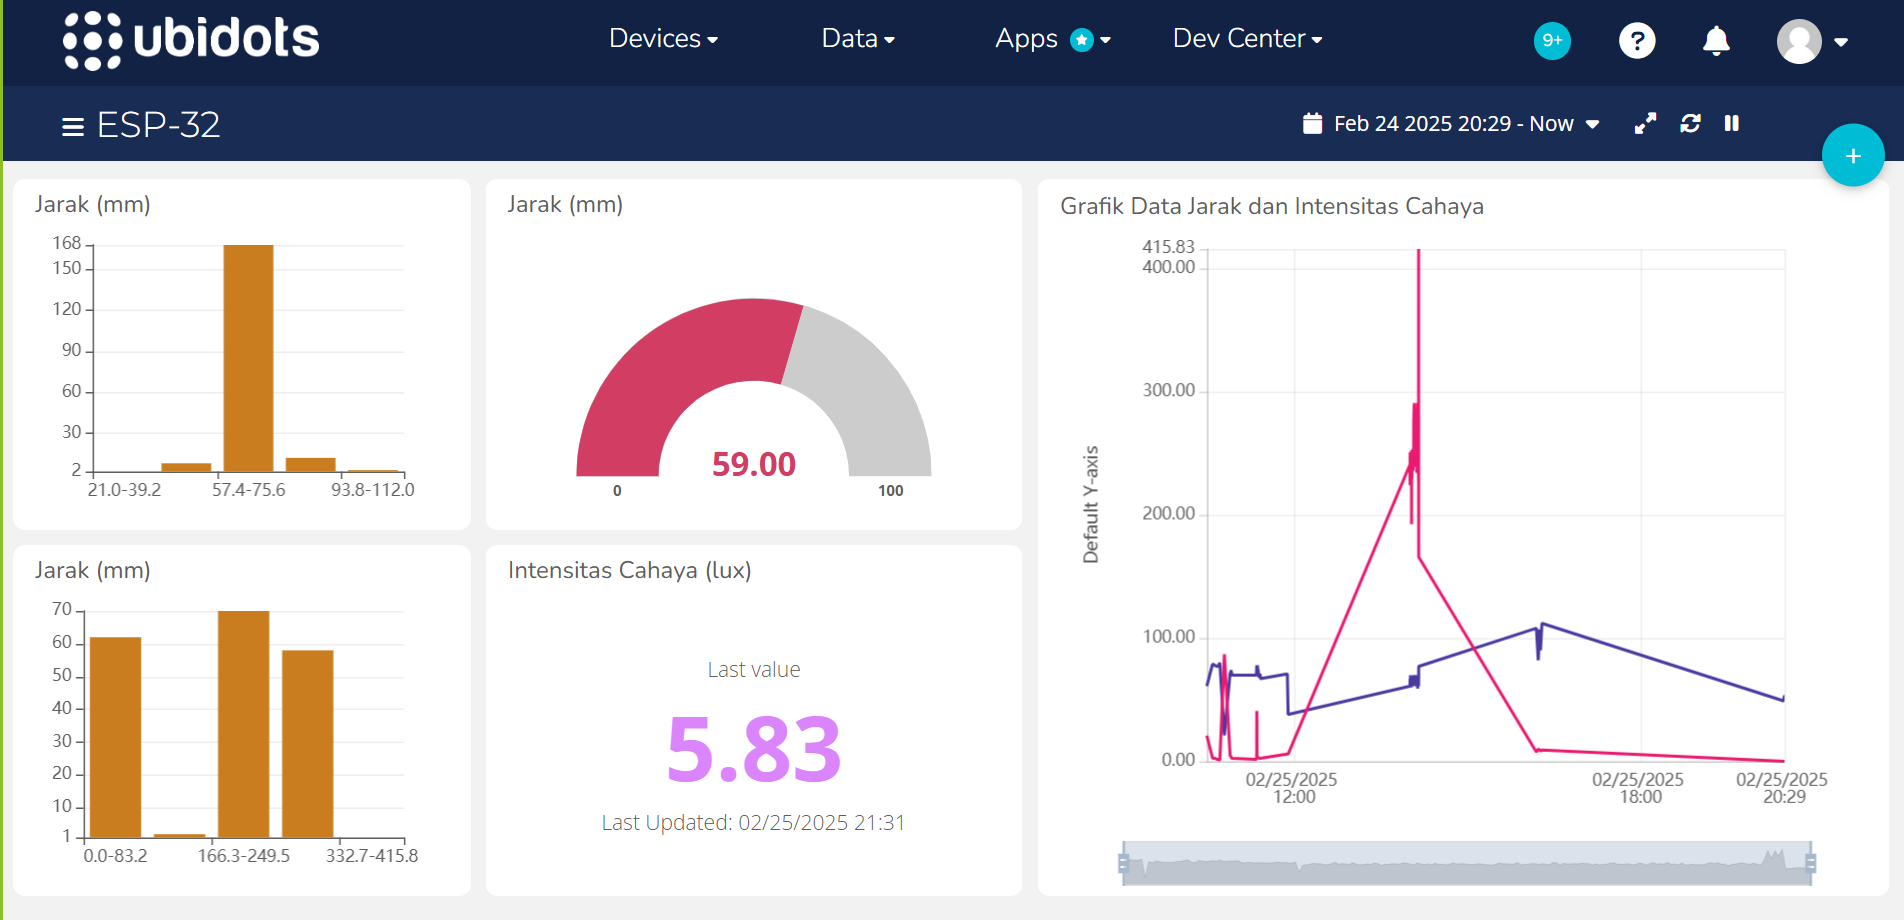 ubidots
Devices
Data
Apps
Dev Center
9+
?
ESP-32
Feb 24 2025 20:29 - Now
+
Jarak (mm)
168
150
120
90
60
30
2
21.0-39.2
57.4-75.6
93.8-112.0
Jarak (mm)
59.00
0
100
Grafik Data Jarak dan Intensitas Cahaya
415.83
400.00
300.00
200.00
100.00
0.00
Default Y-axis
02/25/2025
12:00
02/25/2025
18:00
02/25/2025
20:29
Jarak (mm)
70
60
50
40
30
20
10
1
0.0-83.2
166.3-249.5
332.7-415.8
Intensitas Cahaya (lux)
Last value
5.83
Last Updated: 02/25/2025 21:31